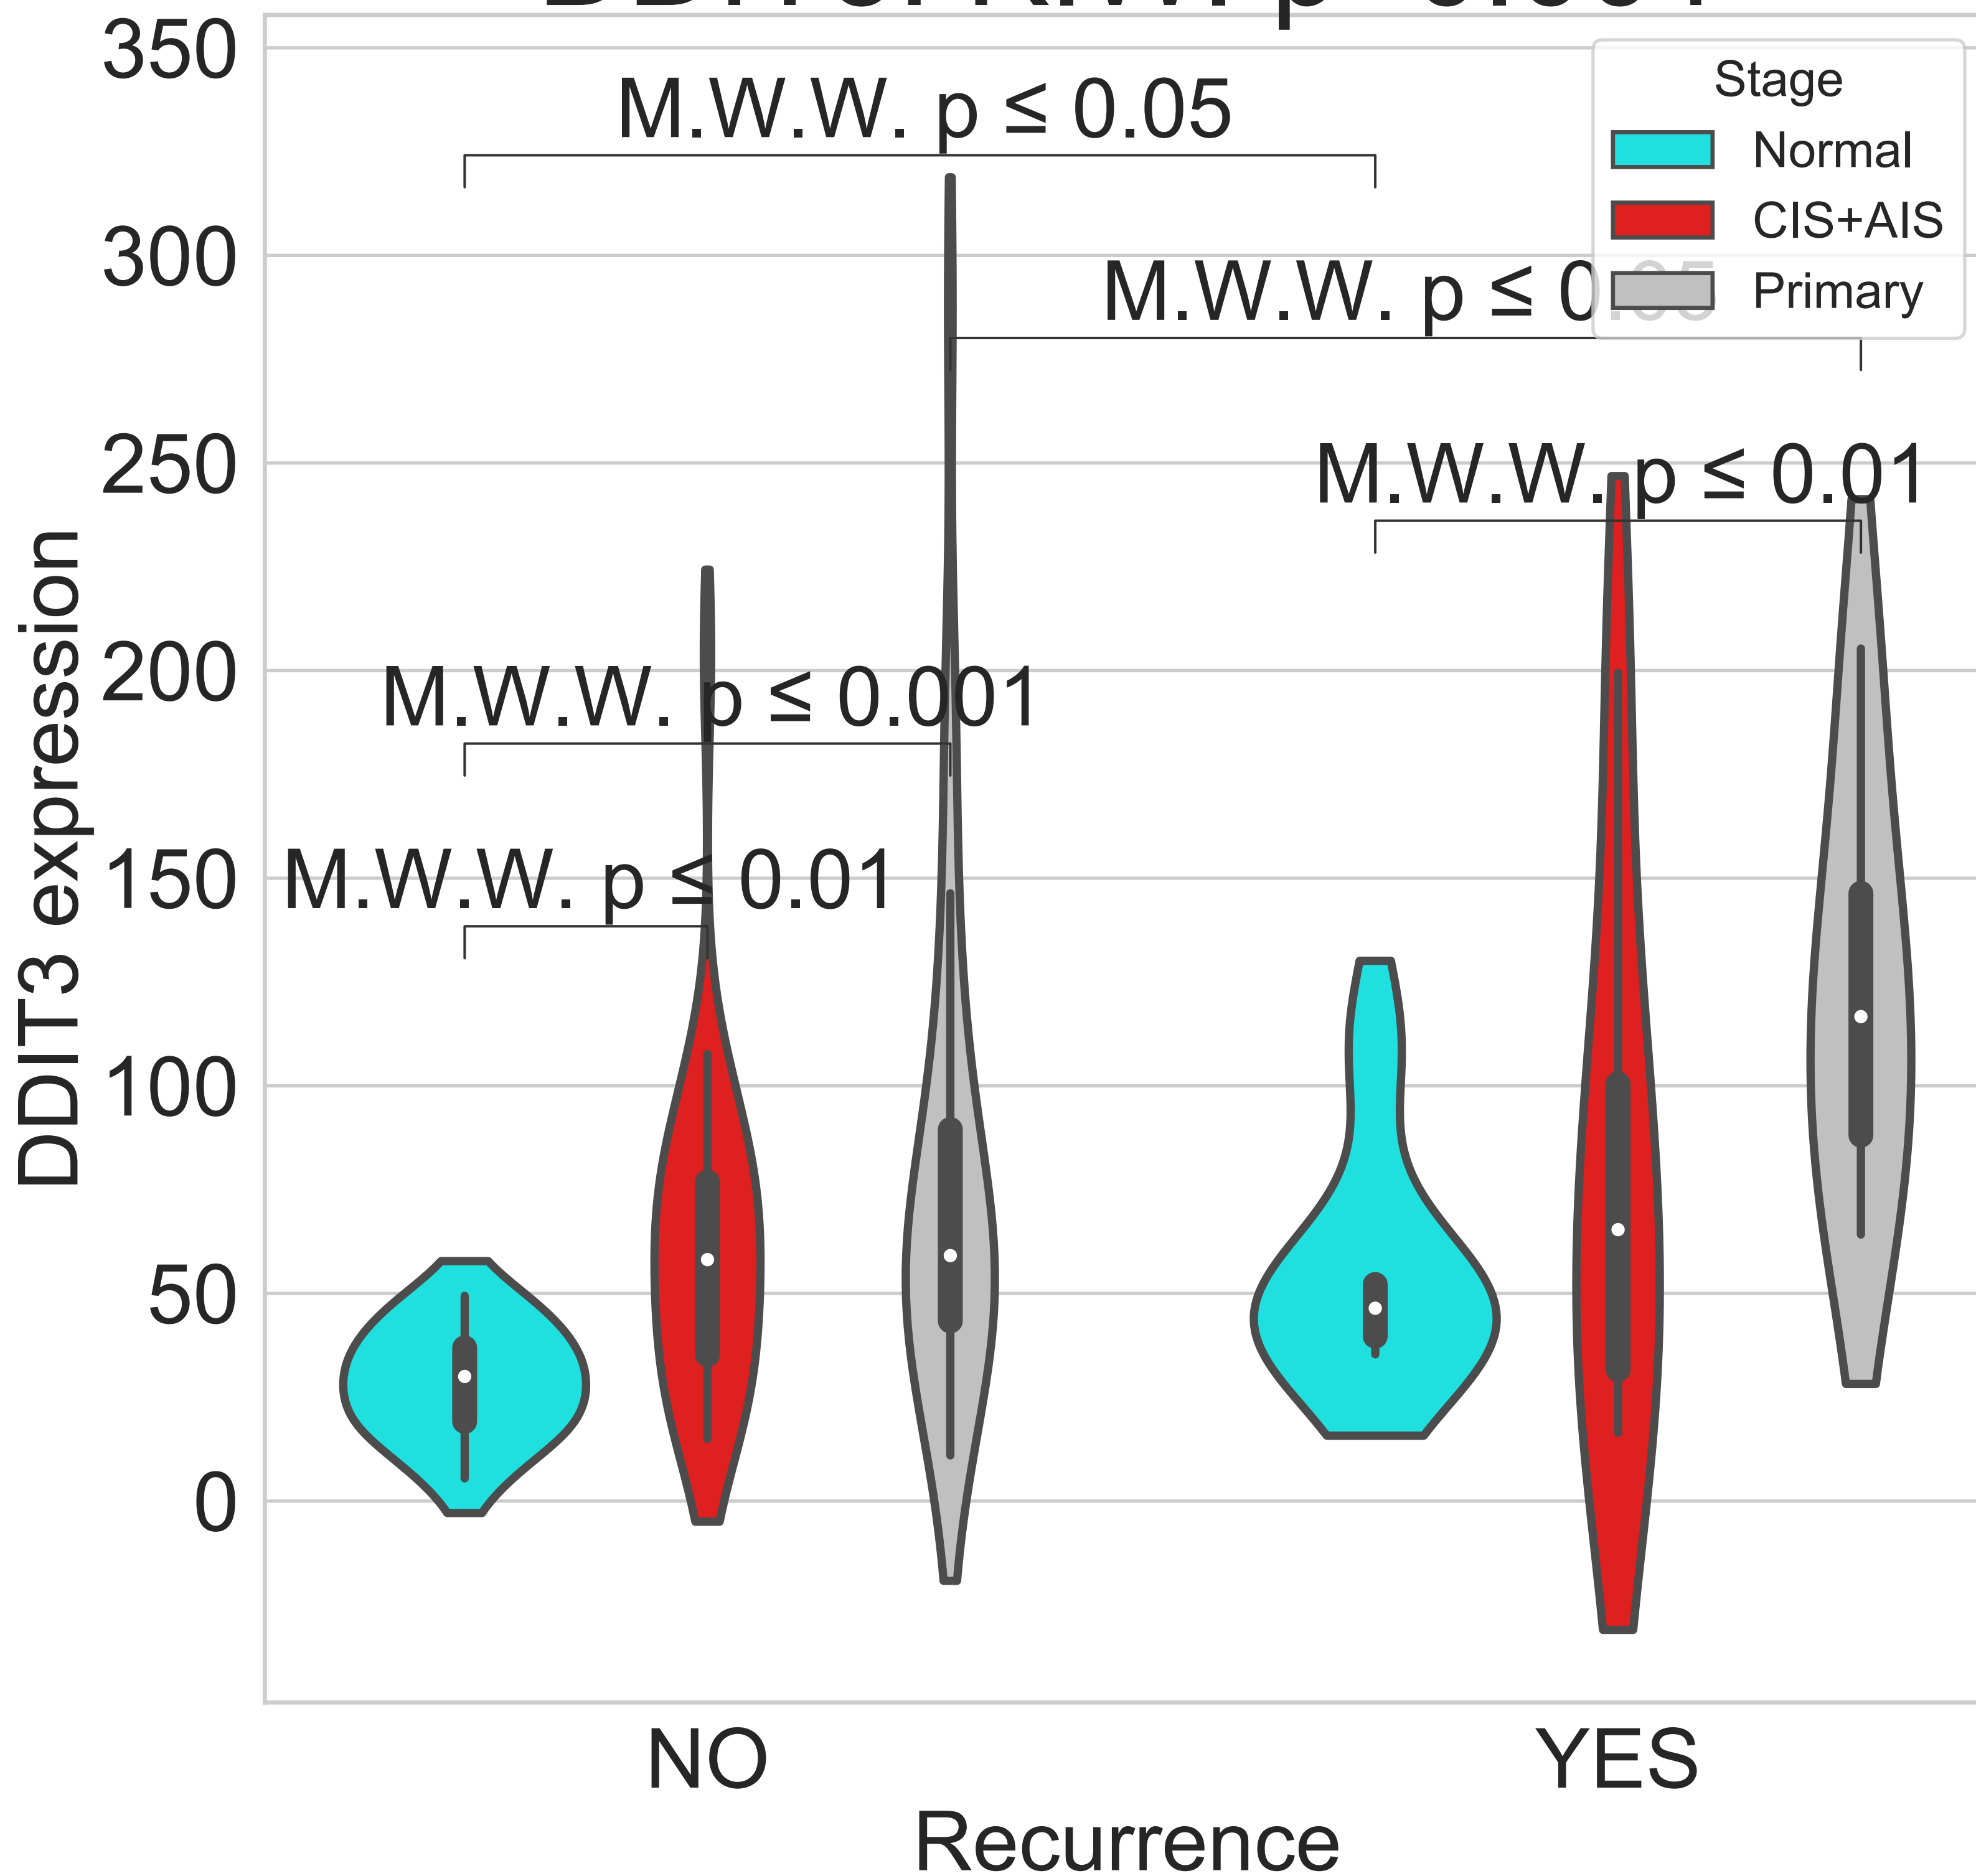 350
M.W.W. p ≤ 0.05
Stage
Normal
CIS+AIS
Primary
300
M.W.W. p ≤ 0.05
250
M.W.W. p ≤ 0.01
200
M.W.W. p ≤ 0.001
150
M.W.W. p ≤ 0.01
100
50
0
DDIT3 expression
NO
YES
Recurrence